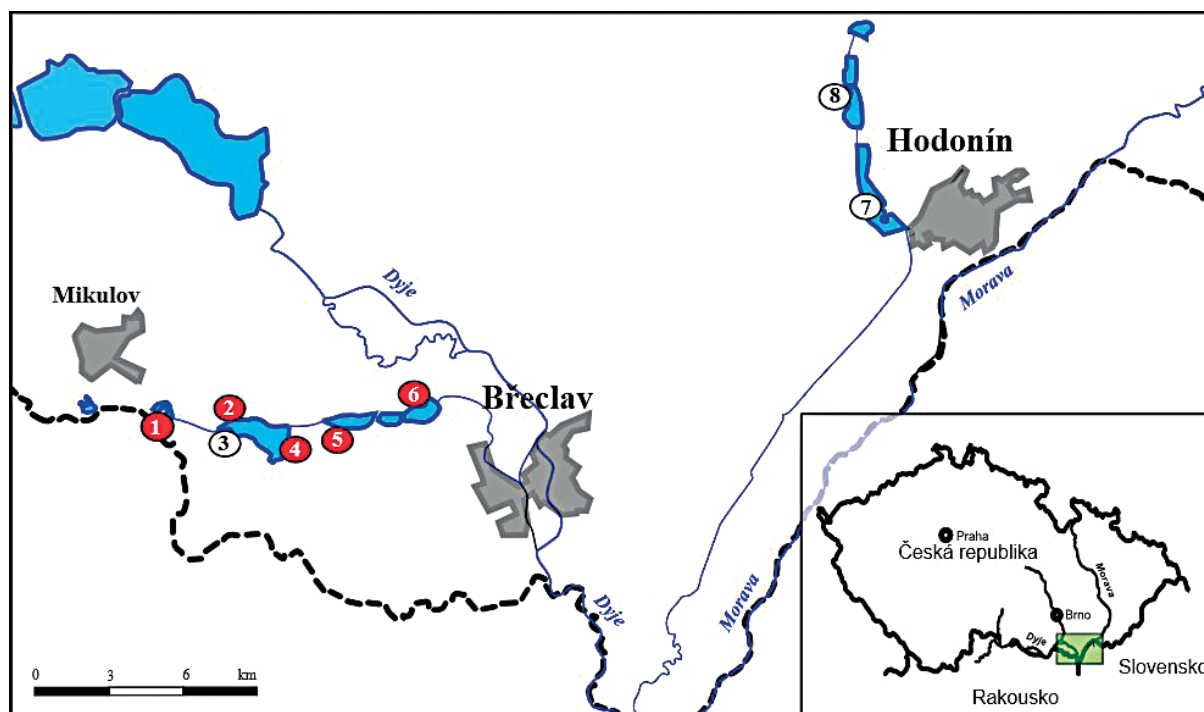 8
Hodonín
7
Dyje
Morava
Mikulov
6
Břeclav
2
1
3
4
5
Praha
Česká republika
Morava
Brno
Dyje
Slovensko
Rakousko
Dyje
Morava
0 3 6 km